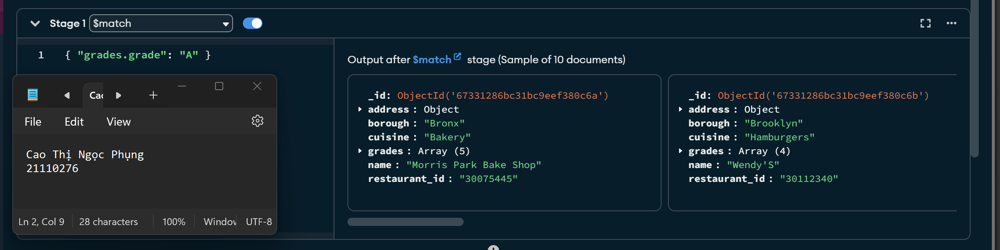 Stage 1 $match
1 { "grades.grade": "A" }
Output after $match stage (Sample of 10 documents)
_id: ObjectId('67331286bc31bc9eef380c6a')
address : Object
borough : "Bronx"
cuisine : "Bakery"
grades : Array (5)
name : "Morris Park Bake Shop"
restaurant_id : "30075445"
_id: ObjectId('67331286bc31bc9eef380c6b')
address : Object
borough : "Brooklyn"
cuisine : "Hamburgers"
grades : Array (4)
name : "Wendy'S"
restaurant_id : "30112340"
Cao
File Edit View
Cao Thị Ngọc Phụng
21110276
Ln 2, Col 9 28 characters 100% Window UTF-8